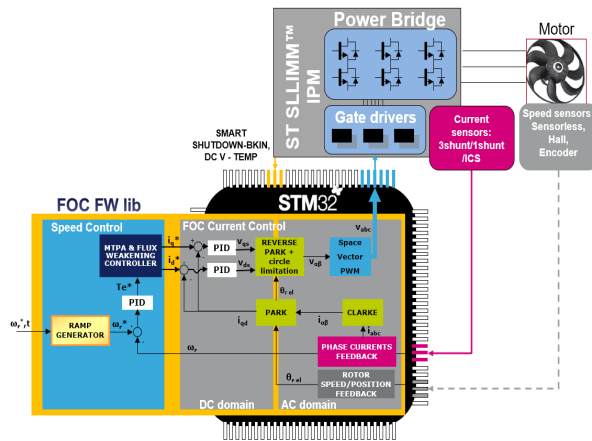 Power Bridge
Motor
ST SLLIMM™
IPM
Gate drivers
SMART
SHUTDOWN-BKIN,
DC V - TEMP
Current
sensors:
3shunt/1shunt
/ICS
Speed sensors
Sensorless,
Hall,
Encoder
STM32
FOC FW lib
Speed Control
FOC Current Control
MTPA & FLUX
WEAKENING
CONTROLLER
iq*
id*
PID
PID
vqs
vds
REVERSE
PARK +
circle
limitation
vαβ
Space
Vector
PWM
vabc
Te*
PID
ωr*,t
RAMP
GENERATOR
ωr*
+
-
θr el
PARK
CLARKE
iqd
iαβ
iabc
ωr
PHASE CURRENTS
FEEDBACK
θr el
ROTOR
SPEED/POSITION
FEEDBACK
DC domain
AC domain